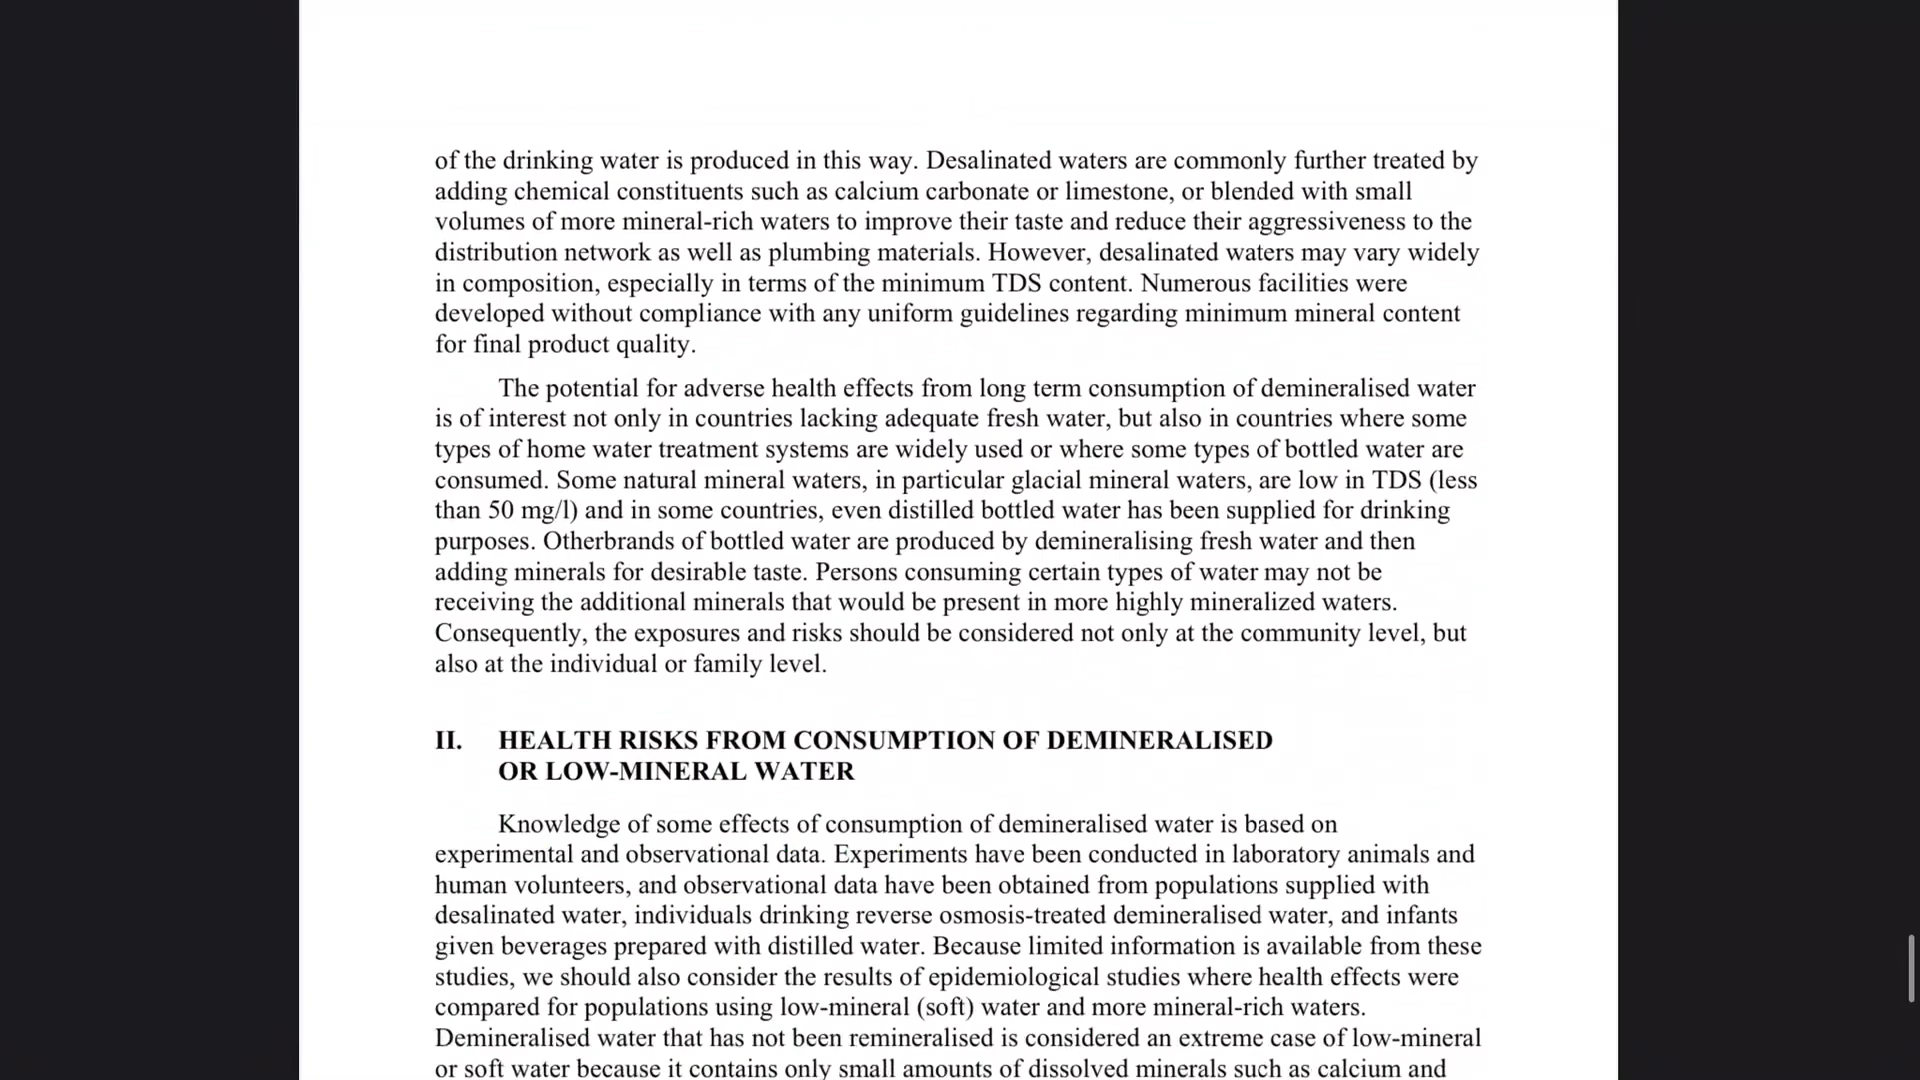 of the drinking water is produced in this way. Desalinated waters are commonly further treated by
adding chemical constituents such as calcium carbonate or limestone, or blended with small
volumes of more mineral-rich waters to improve their taste and reduce their aggressiveness to the
distribution network as well as plumbing materials. However, desalinated waters may vary widely
in composition, especially in terms of the minimum TDS content. Numerous facilities were
developed without compliance with any uniform guidelines regarding minimum mineral content
for final product quality.
The potential for adverse health effects from long term consumption of demineralised water
is of interest not only in countries lacking adequate fresh water, but also in countries where some
types of home water treatment systems are widely used or where some types of bottled water are
consumed. Some natural mineral waters, in particular glacial mineral waters, are low in TDS (less
than 50 mg/l) and in some countries, even distilled bottled water has been supplied for drinking
purposes. Otherbrands of bottled water are produced by demineralising fresh water and then
adding minerals for desirable taste. Persons consuming certain types of water may not be
receiving the additional minerals that would be present in more highly mineralized waters.
Consequently, the exposures and risks should be considered not only at the community level, but
also at the individual or family level.
II. HEALTH RISKS FROM CONSUMPTION OF DEMINERALISED
OR LOW-MINERAL WATER
Knowledge of some effects of consumption of demineralised water is based on
experimental and observational data. Experiments have been conducted in laboratory animals and
human volunteers, and observational data have been obtained from populations supplied with
desalinated water, individuals drinking reverse osmosis-treated demineralised water, and infants
given beverages prepared with distilled water. Because limited information is available from these
studies, we should also consider the results of epidemiological studies where health effects were
compared for populations using low-mineral (soft) water and more mineral-rich waters.
Demineralised water that has not been remineralised is considered an extreme case of low-mineral
or soft water because it contains only small amounts of dissolved minerals such as calcium and